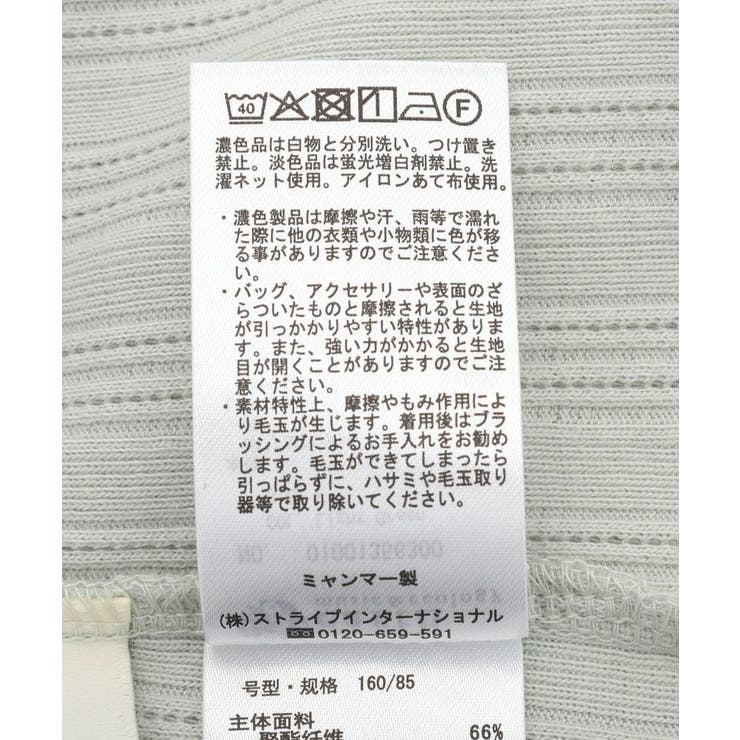 40 F
濃色品は白物と分別洗い。つけ置き
禁止。淡色品は蛍光増白剤禁止。洗
濯ネット使用。アイロンあて布使用。
・濃色製品は摩擦や汗、雨等で濡れ
た際に他の衣類や小物類に色が移
る事がありますのでご注意くださ
い。
・バッグ、アクセサリーや表面のざ
らついたものと摩擦されると生地
が引っかかりやすい特性がありま
す。また、強い力がかかると生地
目が開くことがありますのでご注
意ください。
・素材特性上、摩擦やもみ作用によ
り毛玉が生じます。着用後はブラ
ッシングによるお手入れをお勧め
します。毛玉ができてしまったら
引っぱらずに、ハサミや毛玉取り
器等で取り除いてください。
NO. 01001356300
ミャンマー製
(株)ストライプインターナショナル
0120-659-591
号型・规格 160/85
主体面料
聚酯纤维 66%